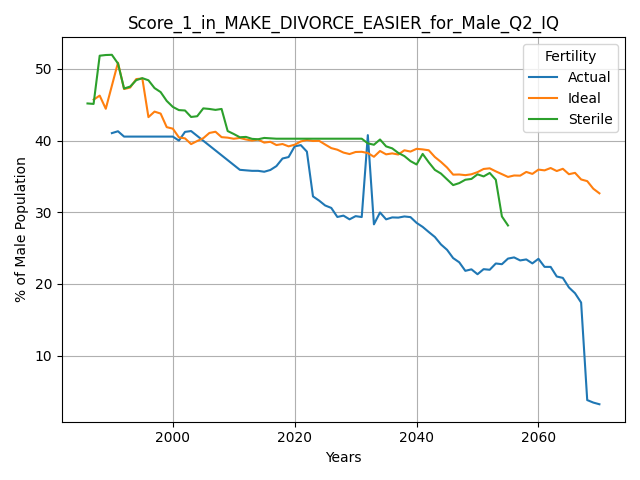 Score_1_in_MAKE_DIVORCE_EASIER_for_Male_Q2_IQ
% of Male Population
50
40
30
20
10
Fertility
Actual
Ideal
Sterile
2000
2020
2040
2060
Years